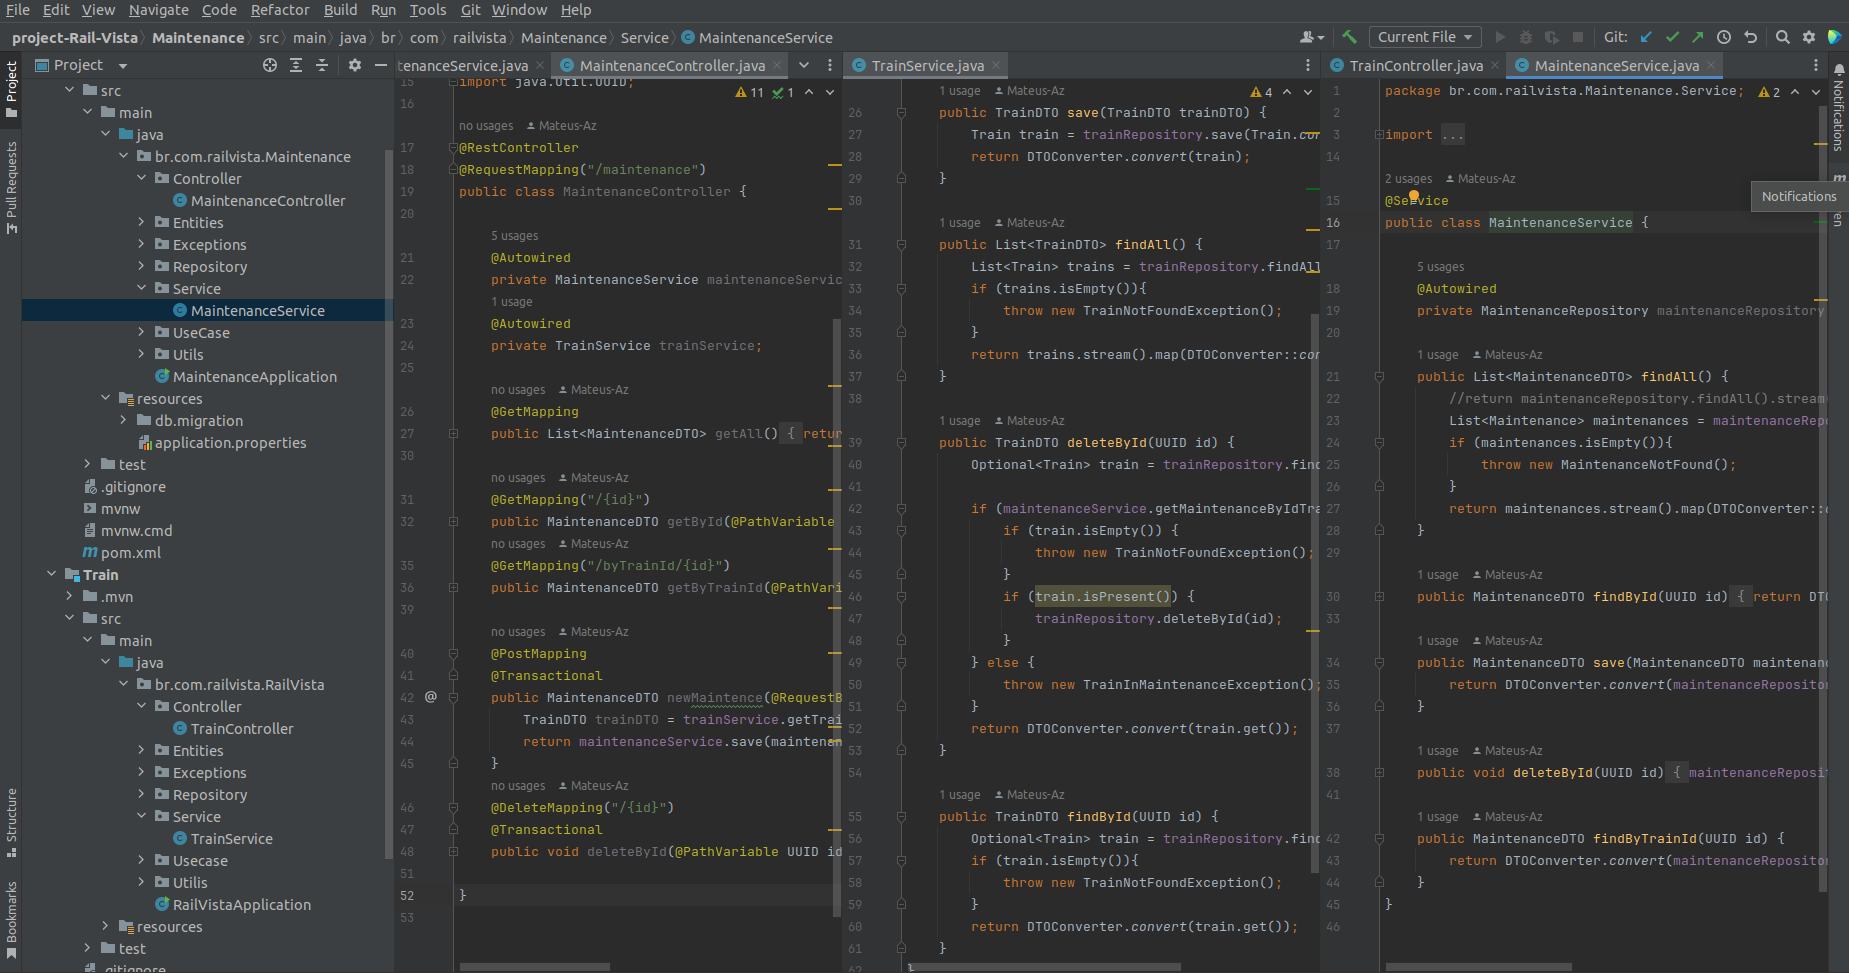 File Edit View Navigate Code Refactor Build Run Tools Git Window Help
project-Rail-Vista Maintenance src main java br com railvista Maintenance Service MaintenanceService
Current File Git:
Project
Project
Pull Requests
Structure
Bookmarks
src
main
java
br.com.railvista.Maintenance
Controller
MaintenanceController
Entities
Exceptions
Repository
Service
MaintenanceService
UseCase
Utils
MaintenanceApplication
resources
db.migration
application.properties
test
.gitignore
mvnw
mvnw.cmd
pom.xml
Train
.mvn
src
main
java
br.com.railvista.RailVista
Controller
TrainController
Entities
Exceptions
Repository
Service
TrainService
Usecase
Utilis
RailVistaApplication
resources
test
.gitignore
tenanceService.java MaintenanceController.java
11 1
15 import java.util.UUID;
16
no usages Mateus-Az
17 @RestController
18 @RequestMapping("/maintenance")
19 public class MaintenanceController {
20
5 usages
21 @Autowired
22 private MaintenanceService maintenanceServic
1 usage
23 @Autowired
24 private TrainService trainService;
25
no usages Mateus-Az
26 @GetMapping
27 public List<MaintenanceDTO> getAll() { retur
30
no usages Mateus-Az
31 @GetMapping("/{id}")
32 public MaintenanceDTO getById(@PathVariable
no usages Mateus-Az
35 @GetMapping("/byTrainId/{id}")
36 public MaintenanceDTO getByTrainId(@PathVari
39
no usages Mateus-Az
40 @PostMapping
41 @Transactional
42 @ public MaintenanceDTO newMaintence(@RequestB
43 TrainDTO trainDTO = trainService.getTrai
44 return maintenanceService.save(maintenan
45 }
no usages Mateus-Az
46 @DeleteMapping("/{id}")
47 @Transactional
48 public void deleteById(@PathVariable UUID id
51
52 }
53
TrainService.java
1 usage Mateus-Az
4
26 public TrainDTO save(TrainDTO trainDTO) {
27 Train train = trainRepository.save(Train.con
28 return DTOConverter.convert(train);
29 }
30
1 usage Mateus-Az
31 public List<TrainDTO> findAll() {
32 List<Train> trains = trainRepository.findAll
33 if (trains.isEmpty()){
34 throw new TrainNotFoundException();
35 }
36 return trains.stream().map(DTOConverter::con
37 }
38
1 usage Mateus-Az
39 public TrainDTO deleteById(UUID id) {
40 Optional<Train> train = trainRepository.find
41
42 if (maintenanceService.getMaintenanceByIdTra
43 if (train.isEmpty()) {
44 throw new TrainNotFoundException();
45 }
46 if (train.isPresent()) {
47 trainRepository.deleteById(id);
48 }
49 } else {
50 throw new TrainInMaintenanceException();
51 }
52 return DTOConverter.convert(train.get());
53 }
54
1 usage Mateus-Az
55 public TrainDTO findById(UUID id) {
56 Optional<Train> train = trainRepository.find
57 if (train.isEmpty()){
58 throw new TrainNotFoundException();
59 }
60 return DTOConverter.convert(train.get());
61 }
62 }
TrainController.java MaintenanceService.java
1 package br.com.railvista.Maintenance.Service;
2
2
3 import ...
14
2 usages Mateus-Az
15 @Service
16 public class MaintenanceService {
17
5 usages
18 @Autowired
19 private MaintenanceRepository maintenanceRepository
20
1 usage Mateus-Az
21 public List<MaintenanceDTO> findAll() {
22 //return maintenanceRepository.findAll().stream
23 List<Maintenance> maintenances = maintenanceRepo
24 if (maintenances.isEmpty()){
25 throw new MaintenanceNotFound();
26 }
27 return maintenances.stream().map(DTOConverter::c
28 }
29
1 usage Mateus-Az
30 public MaintenanceDTO findById(UUID id) { return DTO
33
1 usage Mateus-Az
34 public MaintenanceDTO save(MaintenanceDTO maintenanc
35 return DTOConverter.convert(maintenanceRepositor
36 }
37
1 usage Mateus-Az
38 public void deleteById(UUID id) { maintenanceReposit
41
1 usage Mateus-Az
42 public MaintenanceDTO findByTrainId(UUID id) {
43 return DTOConverter.convert(maintenanceRepositor
44 }
45 }
46
Notifications
Notifications